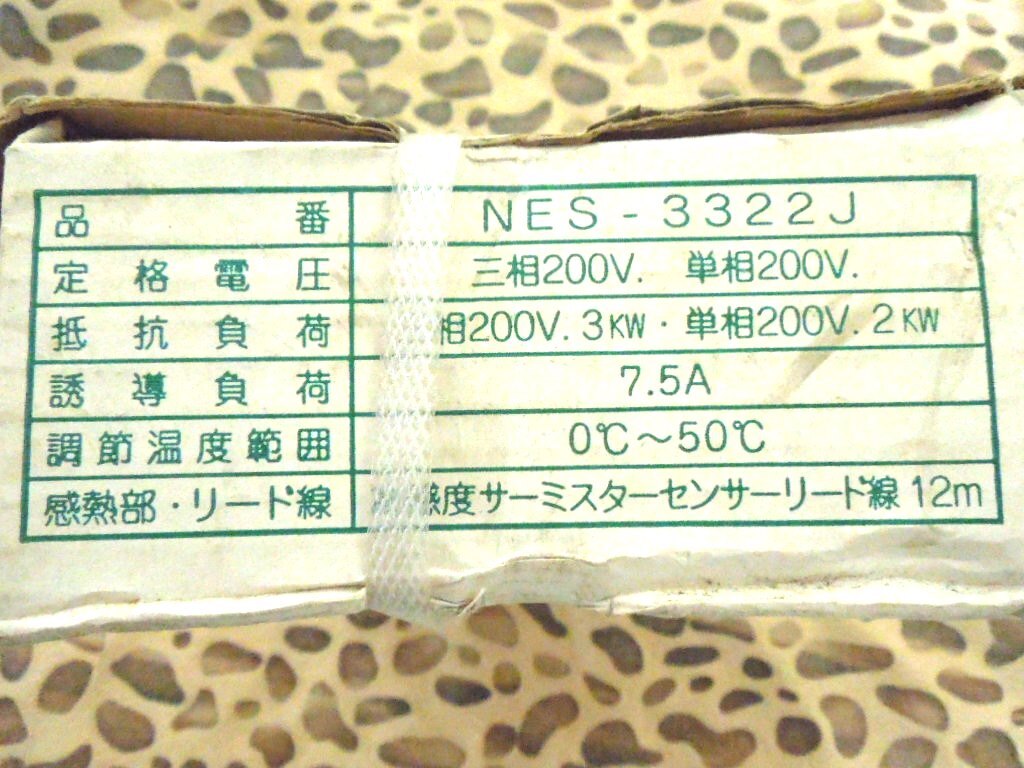 品番 NES-3322J
定格電圧 三相200V. 単相200V.
抵抗負荷 相200V.3KW・単相200V.2KW
誘導負荷 7.5A
調節温度範囲 0℃～50℃
感熱部・リード線 感度サーミスターセンサーリード線12m